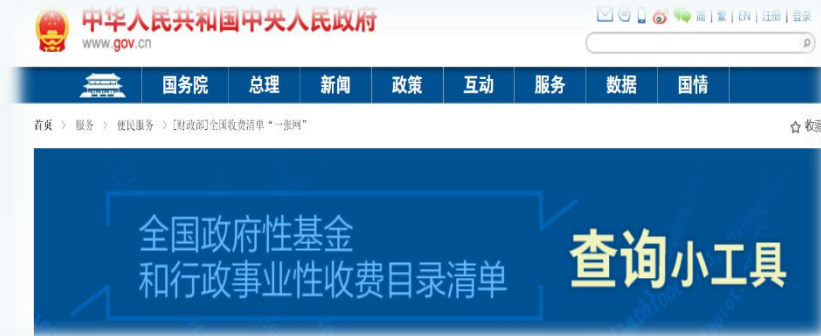 中华人民共和国中央人民政府
www.gov.cn
简 | 繁 | EN | 注册 | 登录
国务院 总理 新闻 政策 互动 服务 数据 国情
首页 > 服务 > 便民服务 > [财政部]全国收费清单“一张网”
收藏
全国政府性基金
和行政事业性收费目录清单
查询小工具